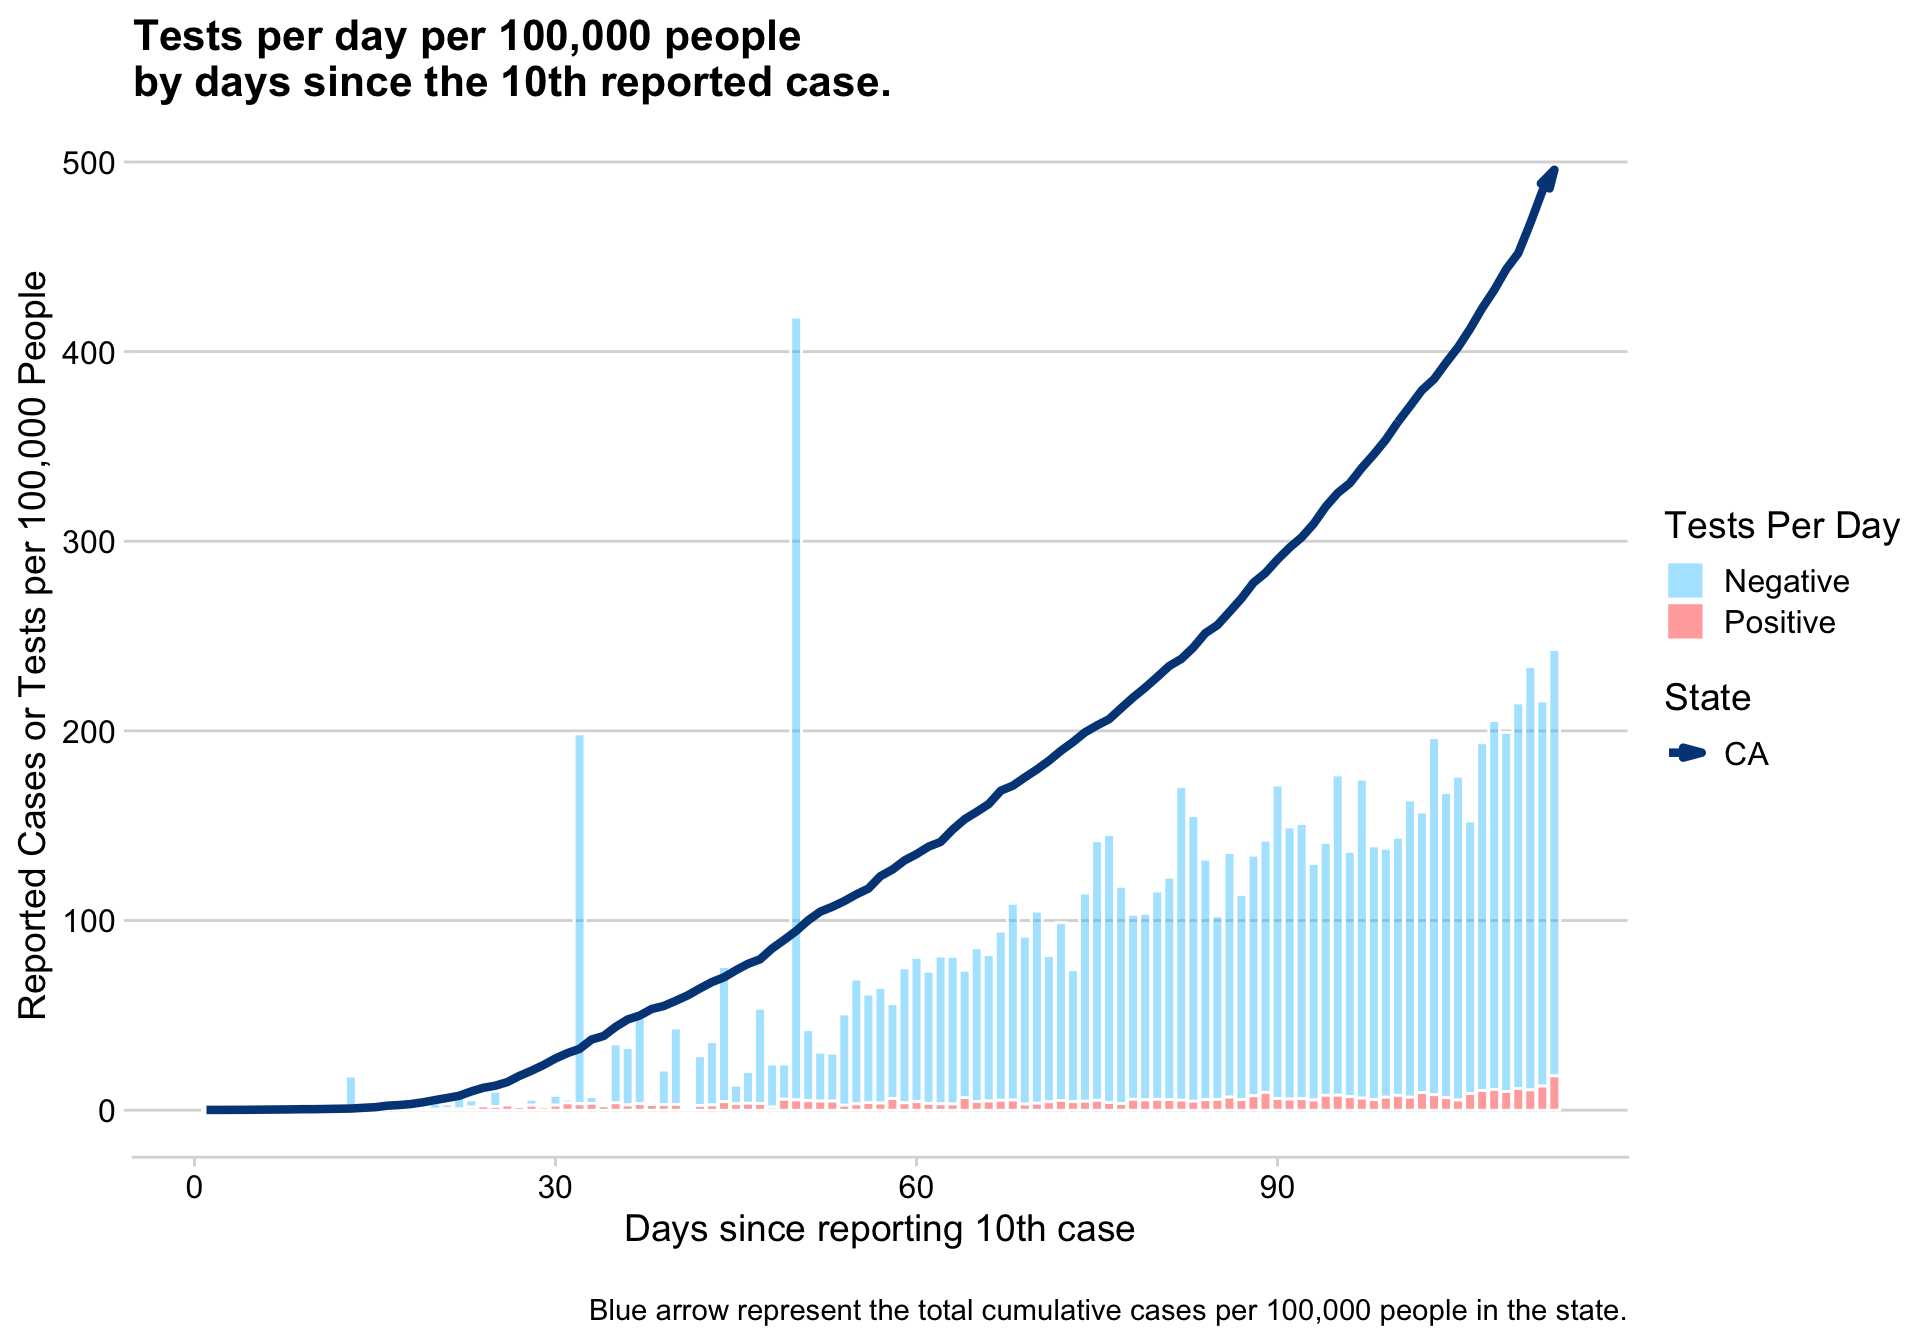 Tests per day per 100,000 people
by days since the 10th reported case.
Reported Cases or Tests per 100,000 People
500
400
300
200
100
0
0
30
60
90
Days since reporting 10th case
Tests Per Day
Negative
Positive
State
CA
Blue arrow represent the total cumulative cases per 100,000 people in the state.